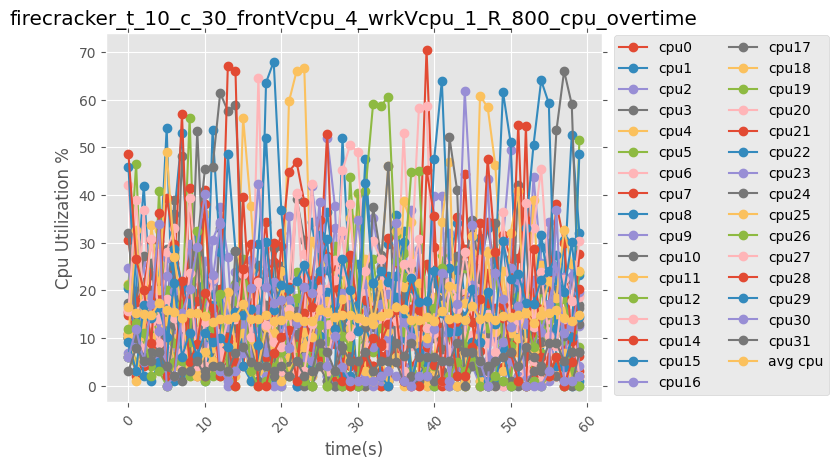 firecracker_t_10_c_30_frontVcpu_4_wrkVcpu_1_R_800_cpu_overtime
Cpu Utilization %
70
60
50
40
30
20
10
0
0
10
20
30
40
50
60
time(s)
cpu0
cpu1
cpu2
cpu3
cpu4
cpu5
cpu6
cpu7
cpu8
cpu9
cpu10
cpu11
cpu12
cpu13
cpu14
cpu15
cpu16
cpu17
cpu18
cpu19
cpu20
cpu21
cpu22
cpu23
cpu24
cpu25
cpu26
cpu27
cpu28
cpu29
cpu30
cpu31
avg cpu